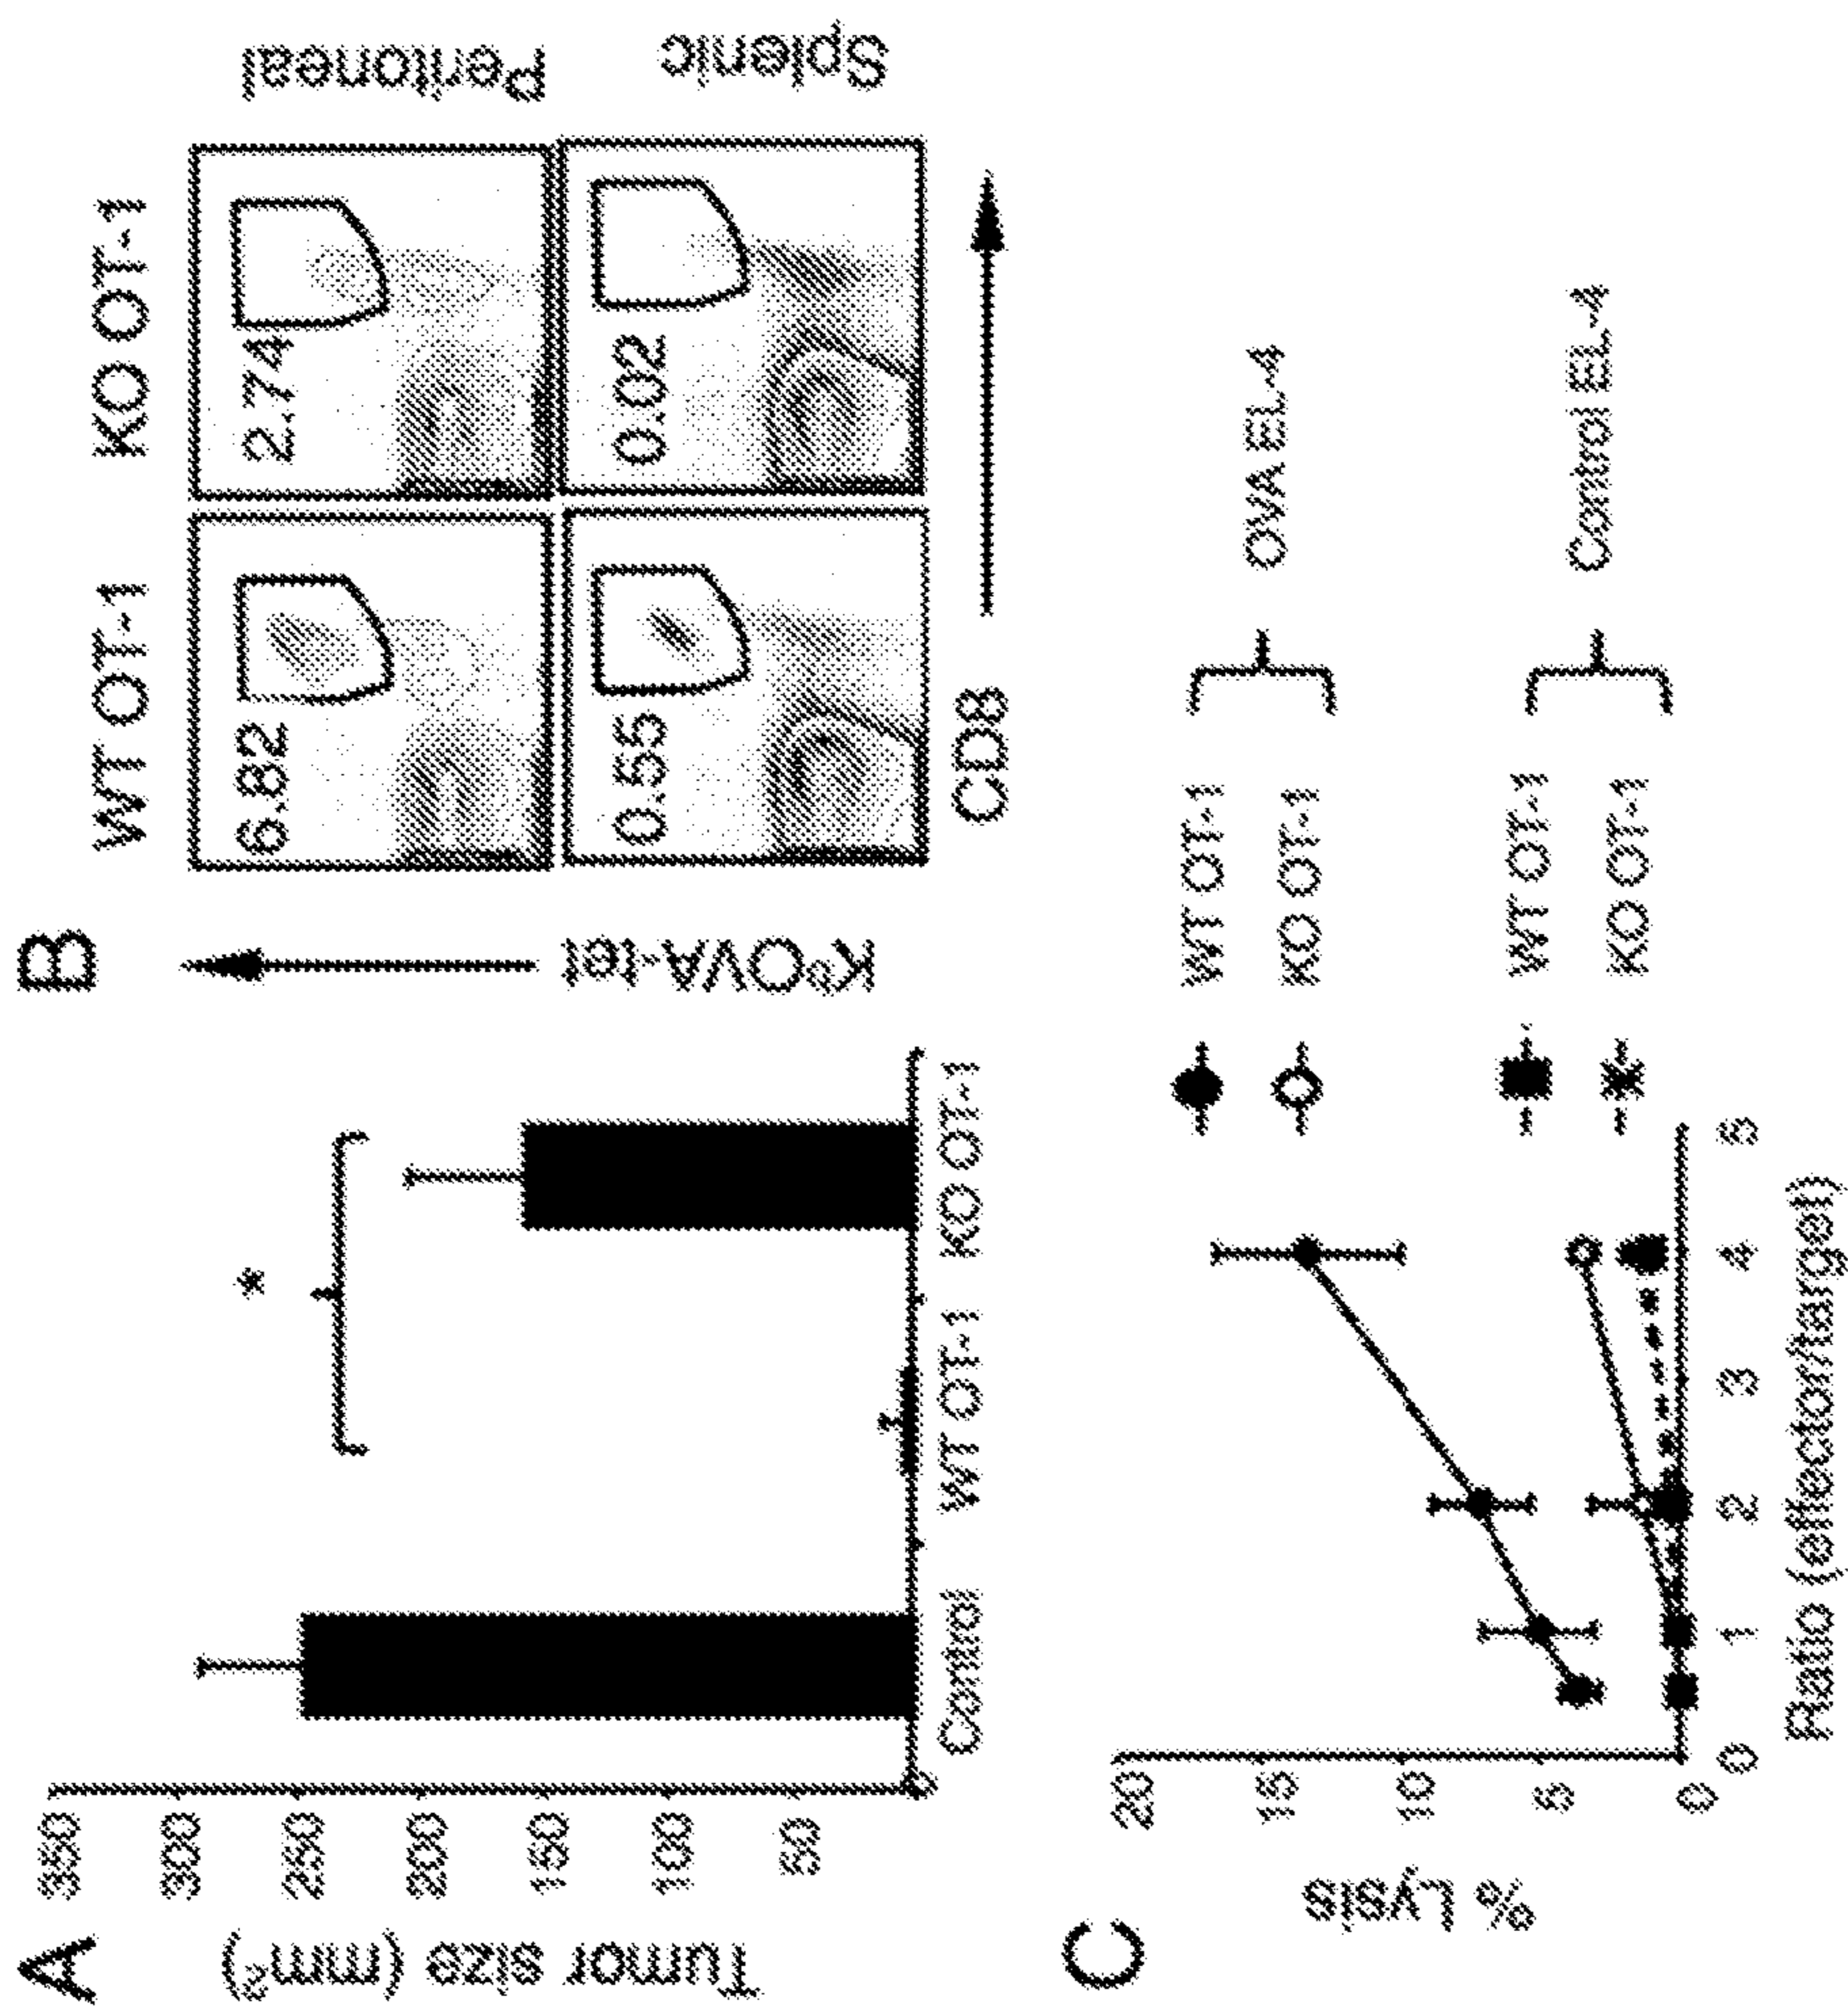 A
Tumor size (mm³)
350
300
250
200
150
100
50
0
Control
WT OT-1
KO OT-1
*
B
WT OT-1
KO OT-1
6.82
2.74
Peritoneal
0.55
0.02
Splenic
KᵇOVA-tet
CD8
C
% Lysis
20
15
10
5
0
0 1 2 3 4 5
Ratio (effector/target)
WT OT-1
KO OT-1
OVA EL-4
WT OT-1
KO OT-1
Control EL-4